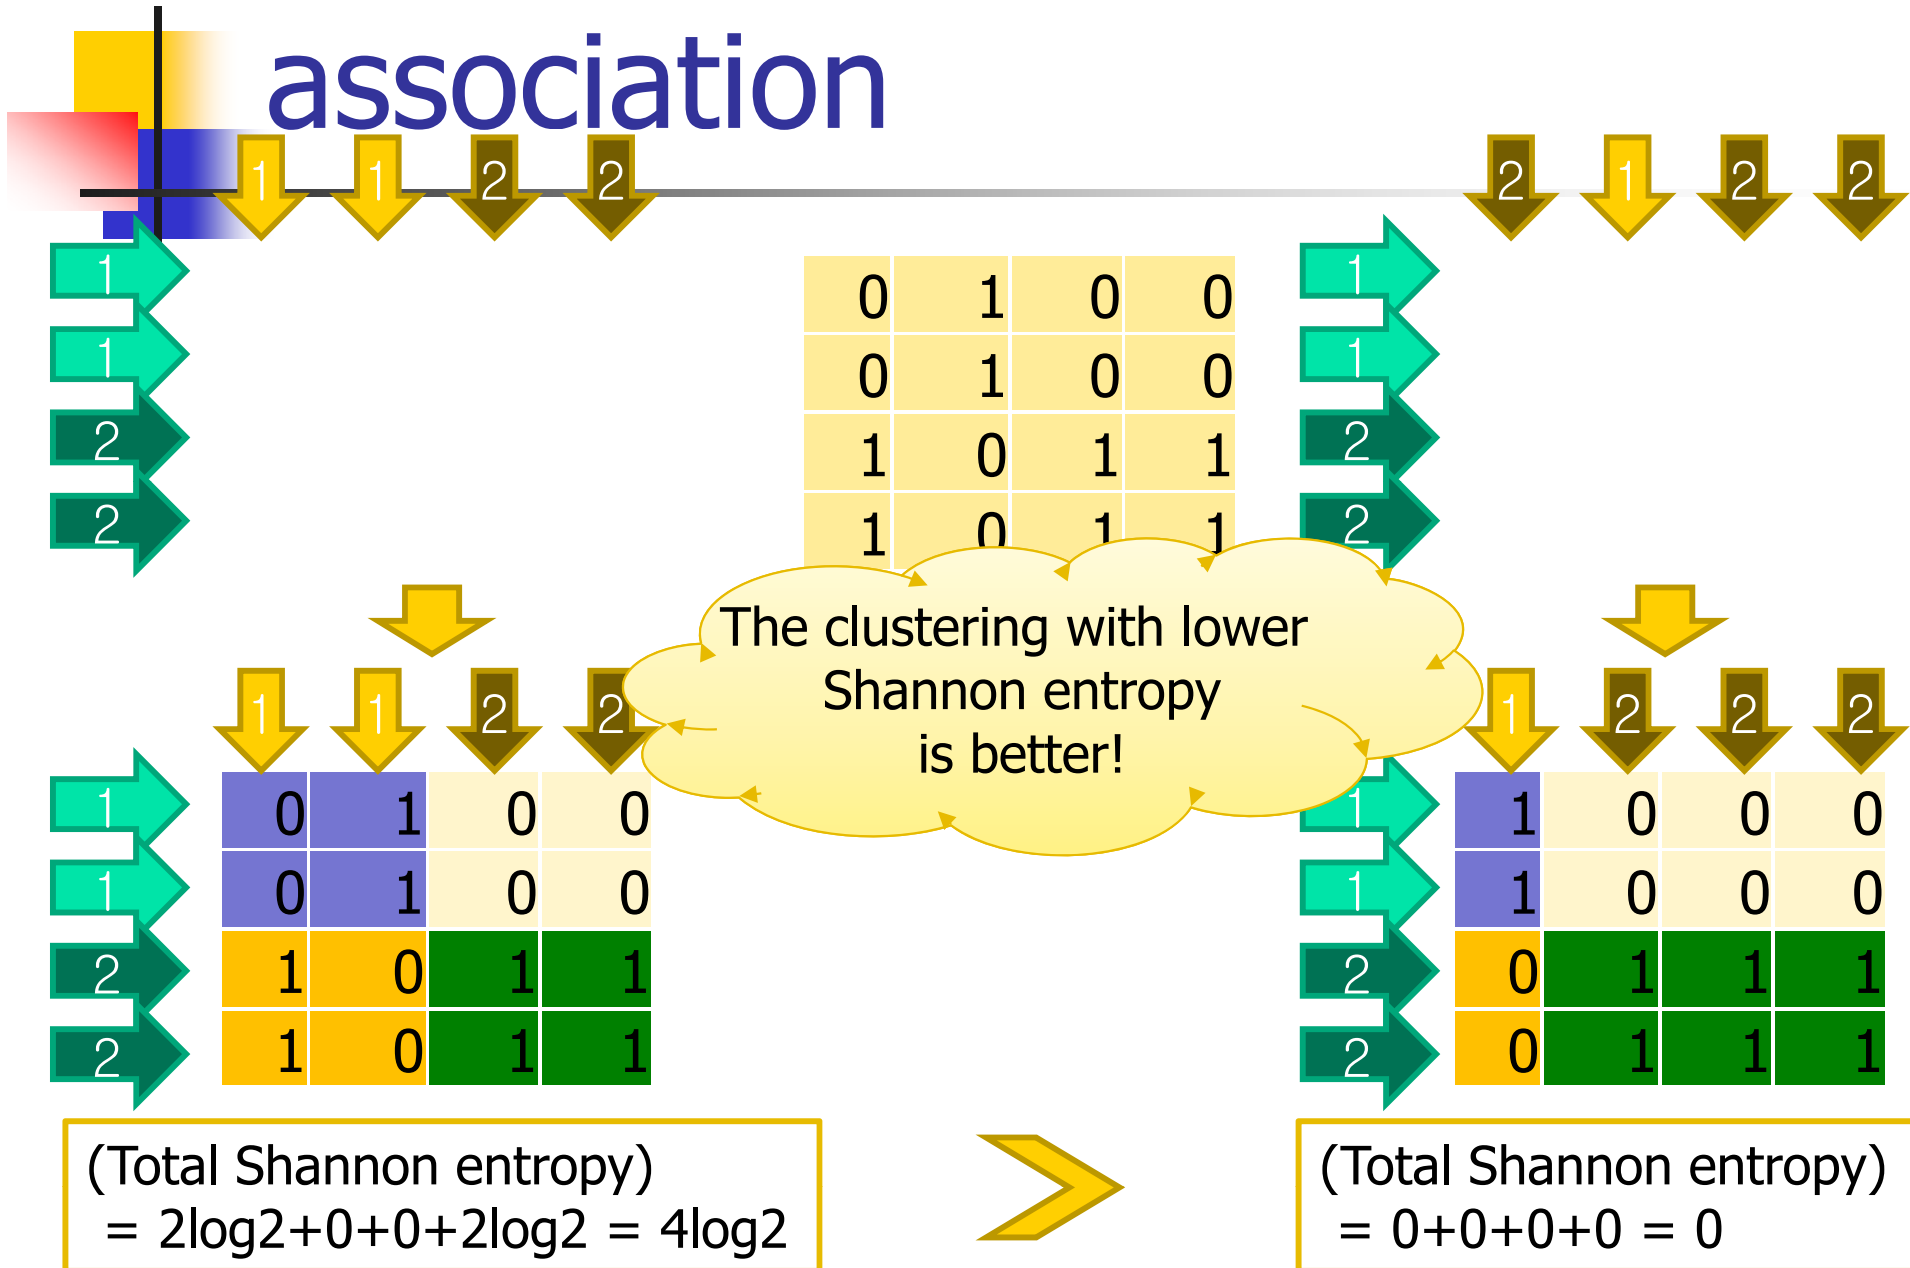 association
1 1 2 2
2 1 2 2
1
1
2
2
0 1 0 0
0 1 0 0
1 0 1 1
1 0 1 1
1
1
2
2
The clustering with lower
Shannon entropy
is better!
1 1 2 2
1 0 1 0 0
1 0 1 0 0
2 1 0 1 1
2 1 0 1 1
1 2 2 2
1 1 0 0 0
1 1 0 0 0
2 0 1 1 1
2 0 1 1 1
(Total Shannon entropy)
= 2log2+0+0+2log2 = 4log2
(Total Shannon entropy)
= 0+0+0+0 = 0